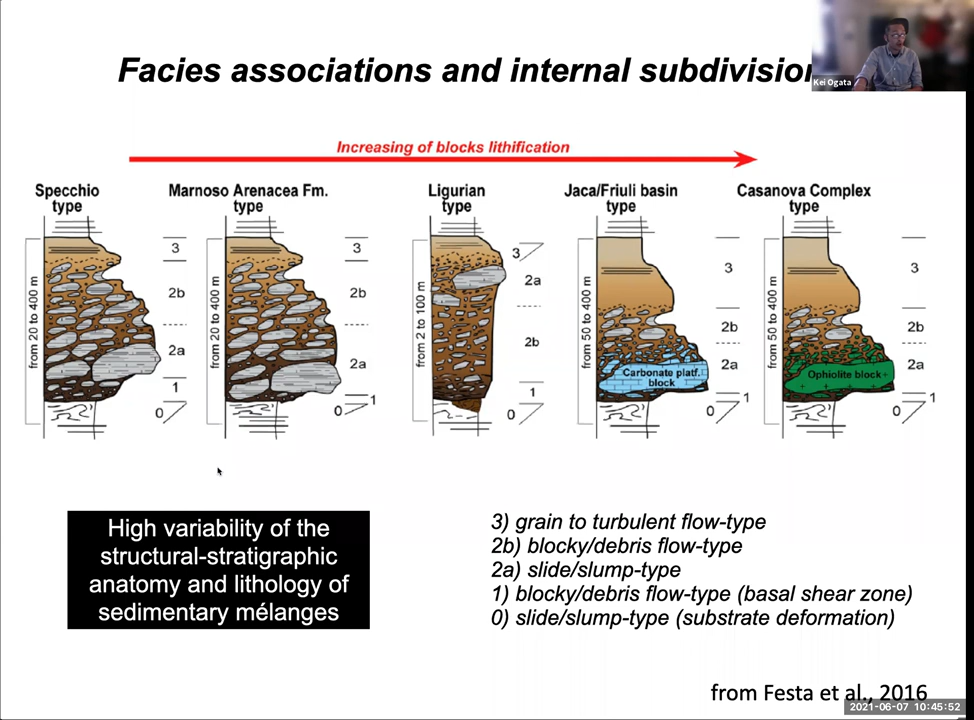 Facies associations and internal subdivision
Kei Ogata
Increasing of blocks lithification
Specchio
type
Marnoso Arenacea Fm.
type
Ligurian
type
Jaca/Friuli basin
type
Casanova Complex
type
from 20 to 400 m
3
2b
2a
1
0
from 20 to 400 m
3
2b
2a
1
0
from 2 to 100 m
3
2a
2b
1
0
from 50 to 400 m
3
2b
2a
1
0
Carbonate platf.
block
from 50 to 400 m
3
2b
2a
1
0
Ophiolite block
High variability of the
structural-stratigraphic
anatomy and lithology of
sedimentary mélanges
3) grain to turbulent flow-type
2b) blocky/debris flow-type
2a) slide/slump-type
1) blocky/debris flow-type (basal shear zone)
0) slide/slump-type (substrate deformation)
from Festa et al., 2016
2021-06-07 10:45:52